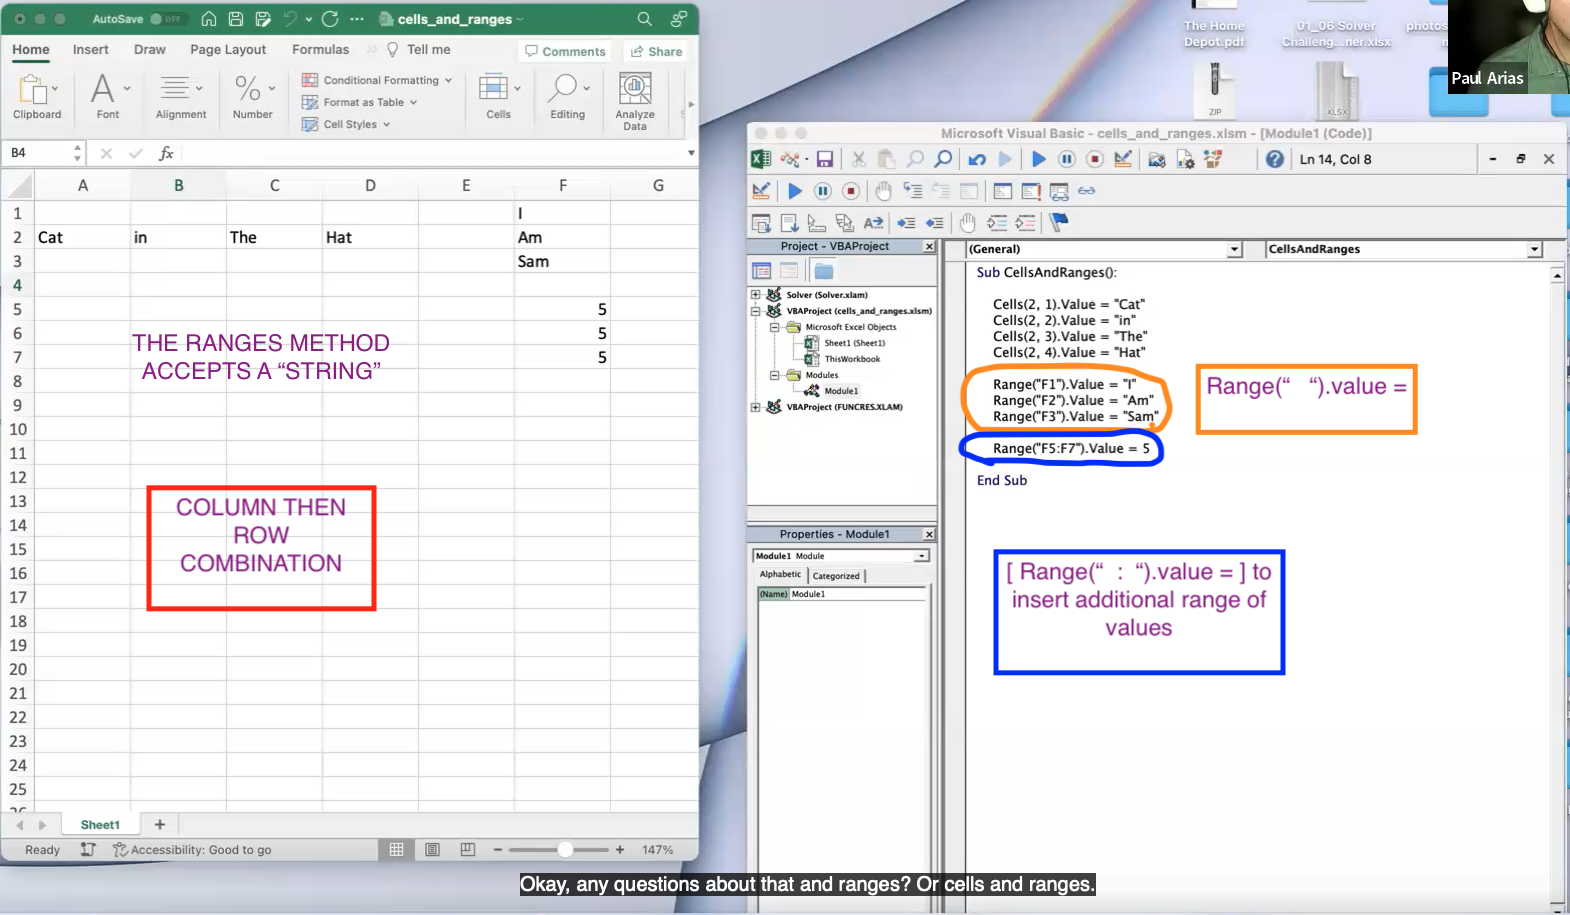 AutoSave OFF cells_and_ranges
Home Insert Draw Page Layout Formulas Tell me Comments Share
Clipboard Font Alignment Number Conditional Formatting Format as Table Cell Styles Cells Editing Analyze Data
B4 fx
A B C D E F G
1 I
2 Cat in The Hat Am
3 Sam
4
5 5
6 5
7 5
8
9
10
11
12
13
14
15
16
17
18
19
20
21
22
23
24
25
THE RANGES METHOD
ACCEPTS A “STRING”
COLUMN THEN
ROW
COMBINATION
Sheet1 +
Ready Accessibility: Good to go 147%
The Home
Depot.pdf
01_06 Solver
Challeng...ner.xlsx
photos
ZIP
XLSX
Paul Arias
Microsoft Visual Basic - cells_and_ranges.xlsm - [Module1 (Code)]
Ln 14, Col 8
Project - VBAProject
Solver (Solver.xlam)
VBAProject (cells_and_ranges.xlsm)
Microsoft Excel Objects
Sheet1 (Sheet1)
ThisWorkbook
Modules
Module1
VBAProject (FUNCRES.XLAM)
Properties - Module1
Module1 Module
Alphabetic Categorized
(Name) Module1
(General) CellsAndRanges
Sub CellsAndRanges():
Cells(2, 1).Value = "Cat"
Cells(2, 2).Value = "in"
Cells(2, 3).Value = "The"
Cells(2, 4).Value = "Hat"
Range("F1").Value = "I"
Range("F2").Value = "Am"
Range("F3").Value = "Sam"
Range("F5:F7").Value = 5
End Sub
Range(“ “).value =
[ Range(“ : “).value = ] to
insert additional range of
values
Okay, any questions about that and ranges? Or cells and ranges.